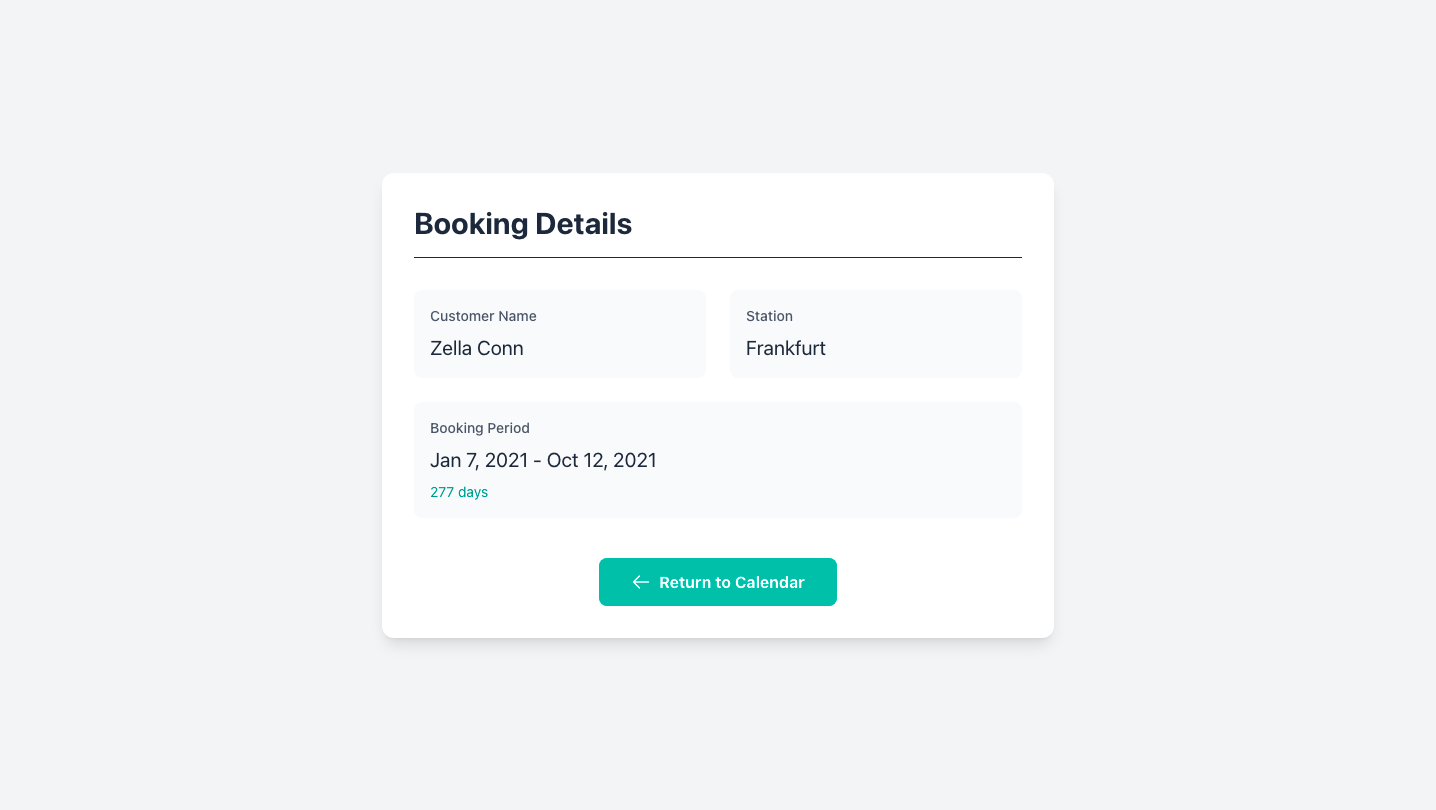 Booking Details
Customer Name
Zella Conn
Station
Frankfurt
Booking Period
Jan 7, 2021 - Oct 12, 2021
277 days
Return to Calendar